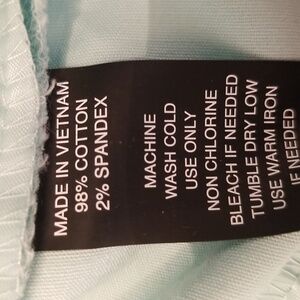 MADE IN VIETNAM
98% COTTON
2% SPANDEX
MACHINE
WASH COLD
USE ONLY
NON CHLORINE
BLEACH IF NEEDED
TUMBLE DRY LOW
USE WARM IRON
IF NEEDED